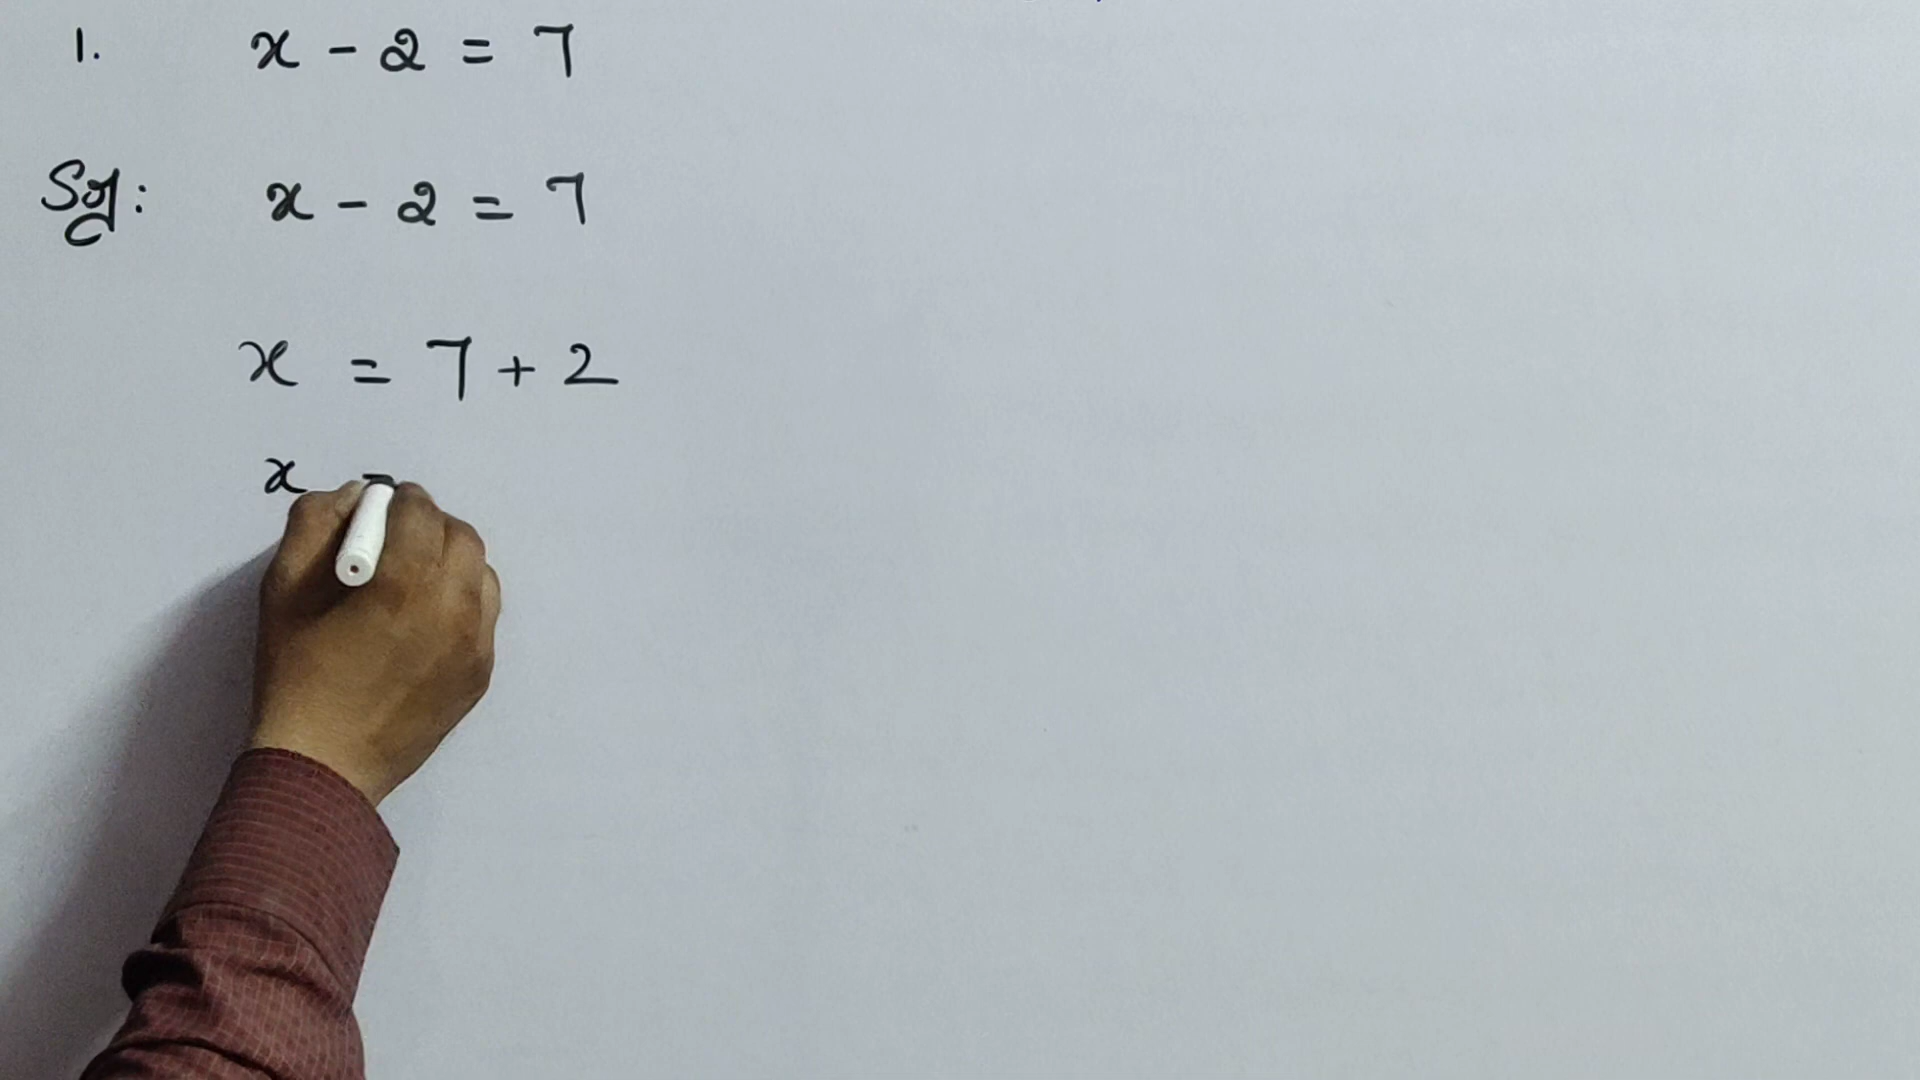 1. x - 2 = 7
Sol: x - 2 = 7
x = 7 + 2
x =